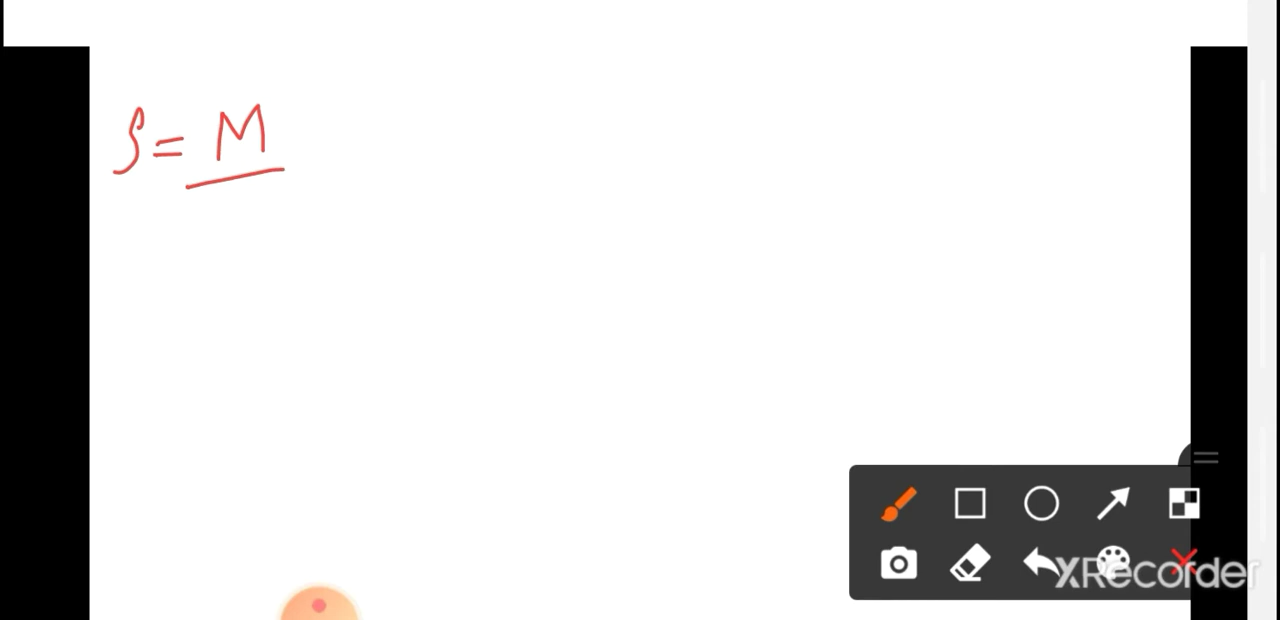 ρ = M
XRecorder